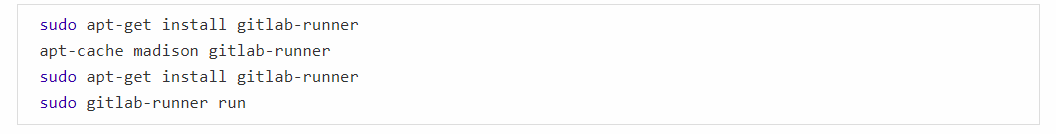 sudo apt-get install gitlab-runner
apt-cache madison gitlab-runner
sudo apt-get install gitlab-runner
sudo gitlab-runner run